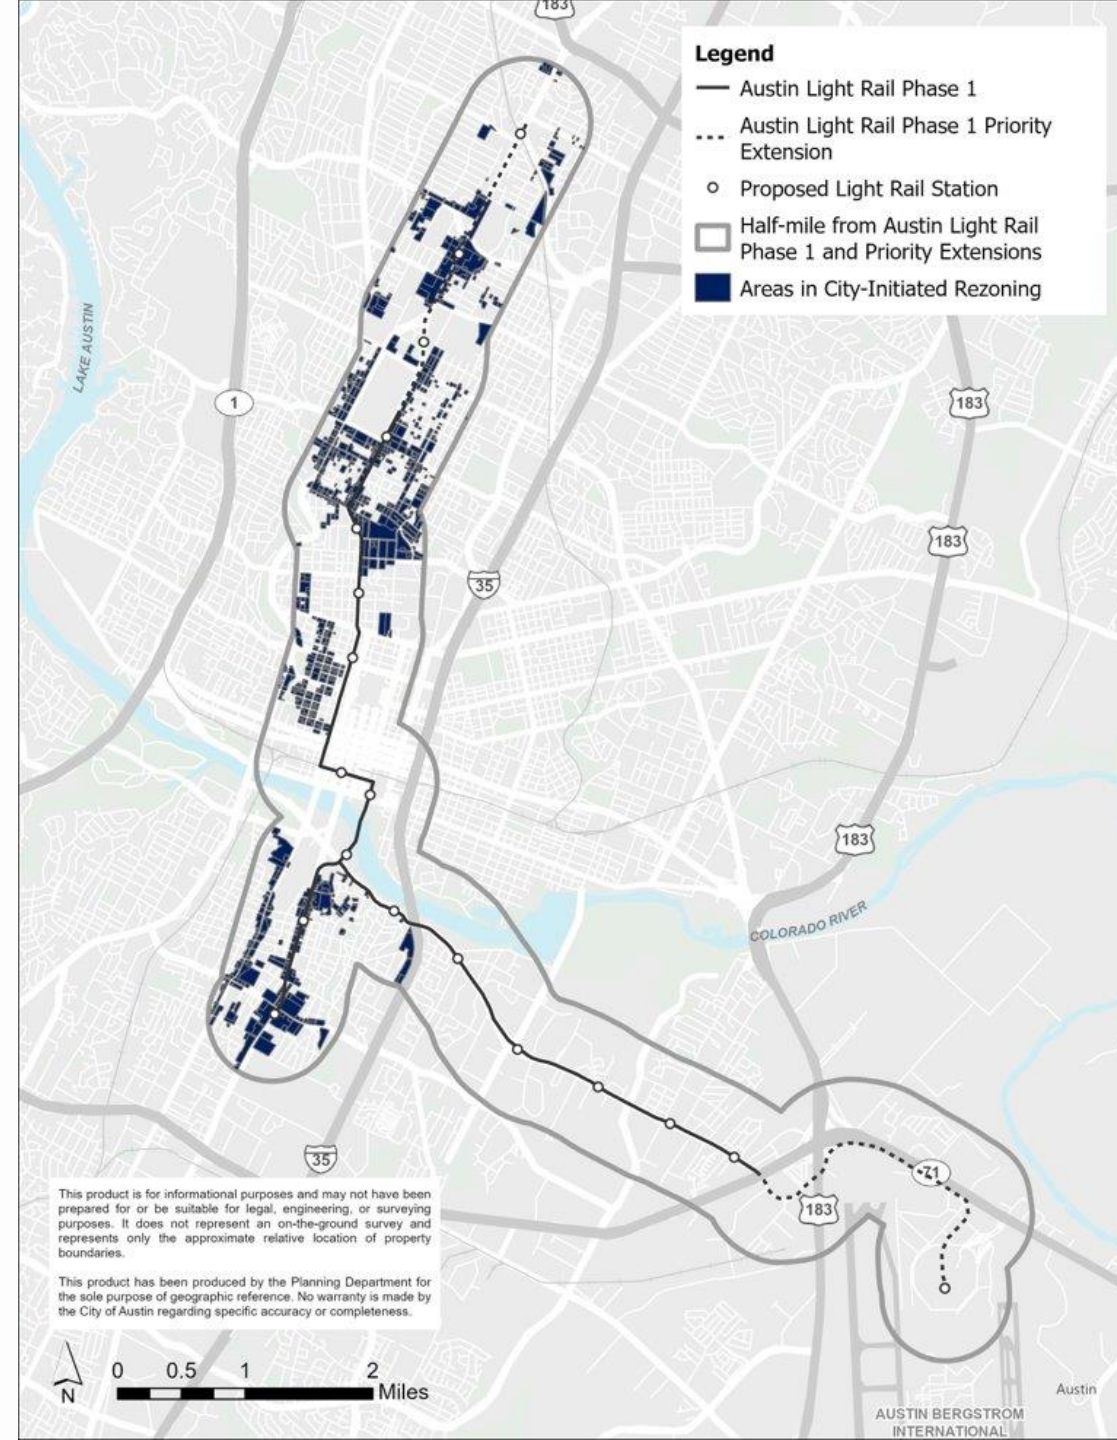 183
Legend
Austin Light Rail Phase 1
Austin Light Rail Phase 1 Priority
Extension
Proposed Light Rail Station
Half-mile from Austin Light Rail
Phase 1 and Priority Extensions
Areas in City-Initiated Rezoning
LAKE AUSTIN
1
183
183
35
183
COLORADO RIVER
35
71
183
This product is for informational purposes and may not have been
prepared for or be suitable for legal, engineering, or surveying
purposes. It does not represent an on-the-ground survey and
represents only the approximate relative location of property
boundaries.
This product has been produced by the Planning Department for
the sole purpose of geographic reference. No warranty is made by
the City of Austin regarding specific accuracy or completeness.
N
0 0.5 1 2
Miles
Austin
AUSTIN BERGSTROM
INTERNATIONAL